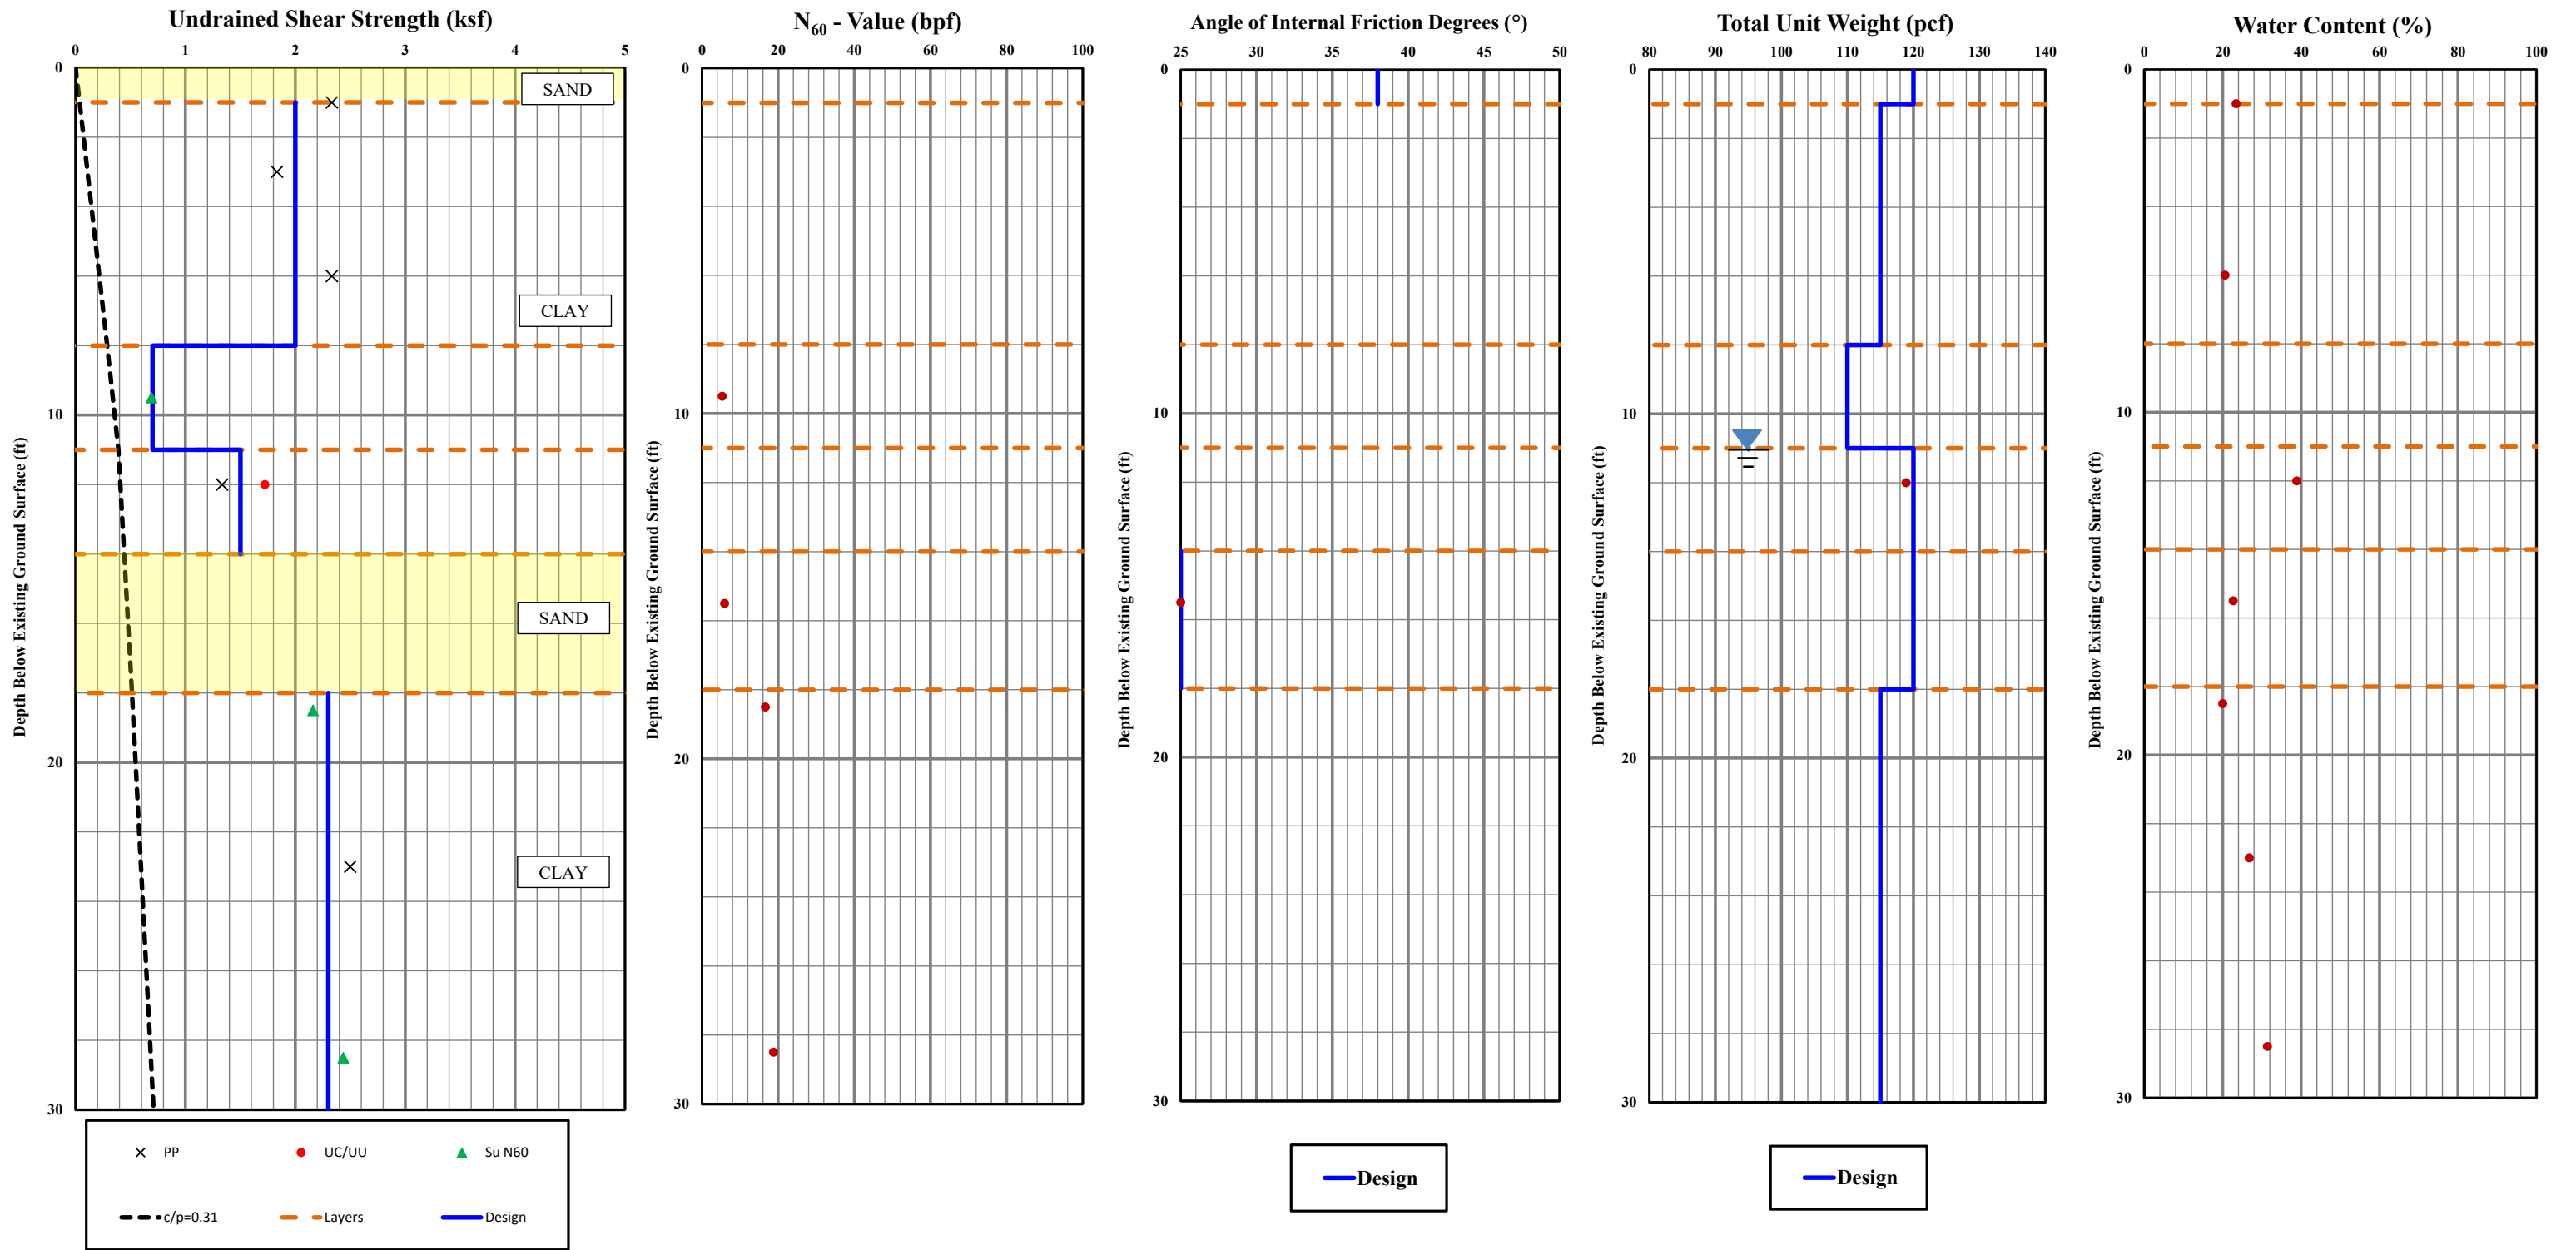 Undrained Shear Strength (ksf)
0 1 2 3 4 5
0
10
20
30
Depth Below Existing Ground Surface (ft)
SAND
CLAY
SAND
CLAY
PP
UC/UU
Su N60
c/p=0.31
Layers
Design
N60 - Value (bpf)
0 20 40 60 80 100
0
10
20
30
Depth Below Existing Ground Surface (ft)
Angle of Internal Friction Degrees (°)
25 30 35 40 45 50
0
10
20
30
Depth Below Existing Ground Surface (ft)
Design
Total Unit Weight (pcf)
80 90 100 110 120 130 140
0
10
20
30
Depth Below Existing Ground Surface (ft)
Design
Water Content (%)
0 20 40 60 80 100
0
10
20
30
Depth Below Existing Ground Surface (ft)